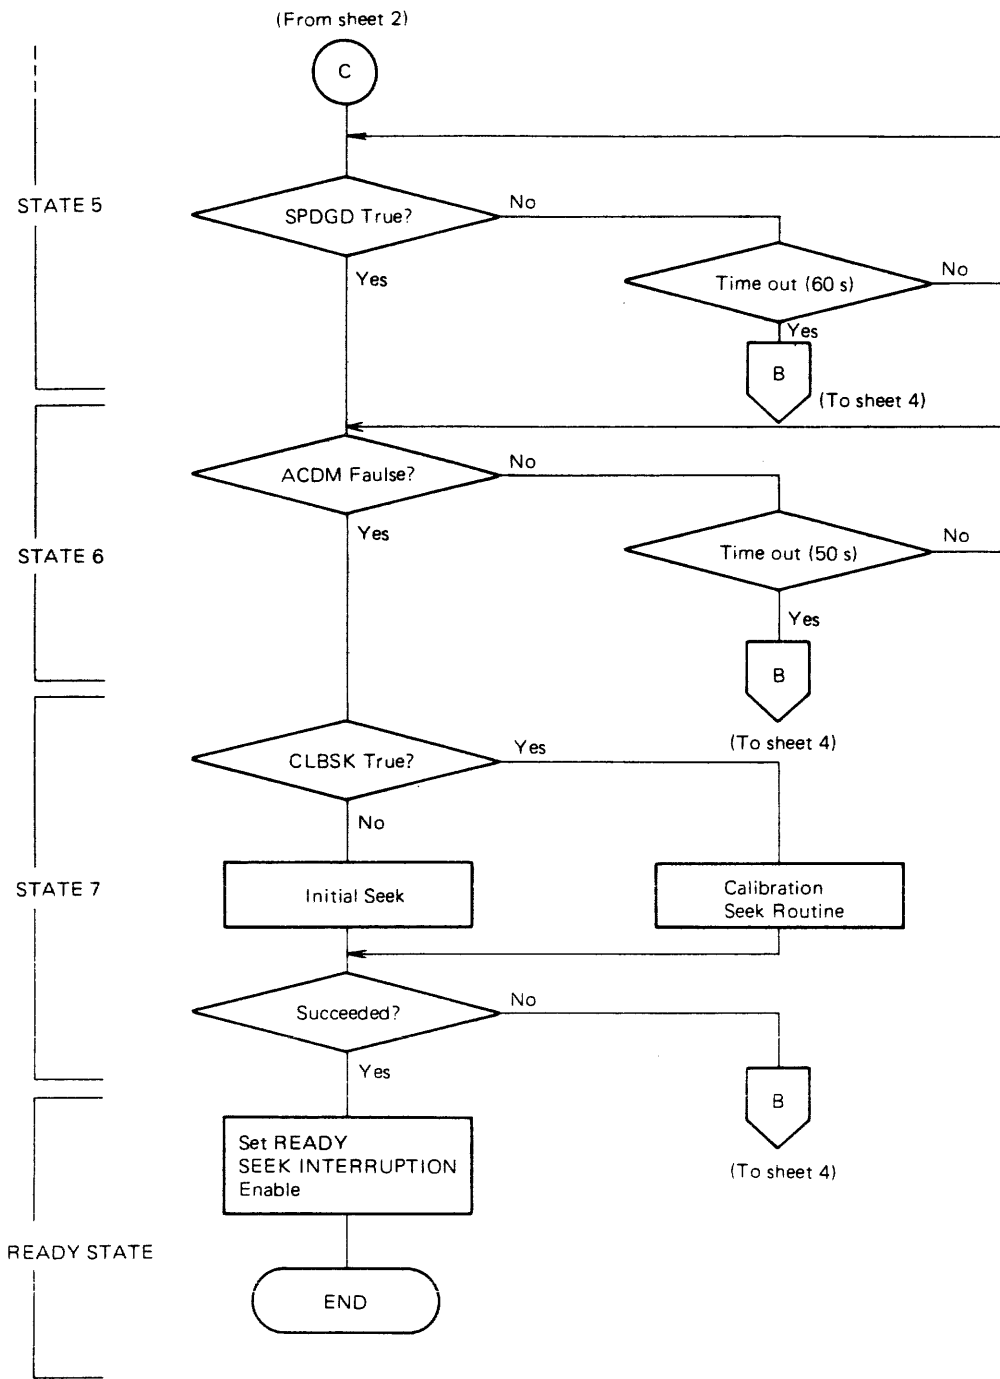 (From sheet 2)
C
STATE 5
SPDGD True?
No
Yes
Time out (60 s)
No
Yes
B
(To sheet 4)
STATE 6
ACDM Faulse?
No
Yes
Time out (50 s)
No
Yes
B
(To sheet 4)
STATE 7
CLBSK True?
Yes
No
Initial Seek
Calibration
Seek Routine
Succeeded?
No
Yes
B
(To sheet 4)
READY STATE
Set READY
SEEK INTERRUPTION
Enable
END